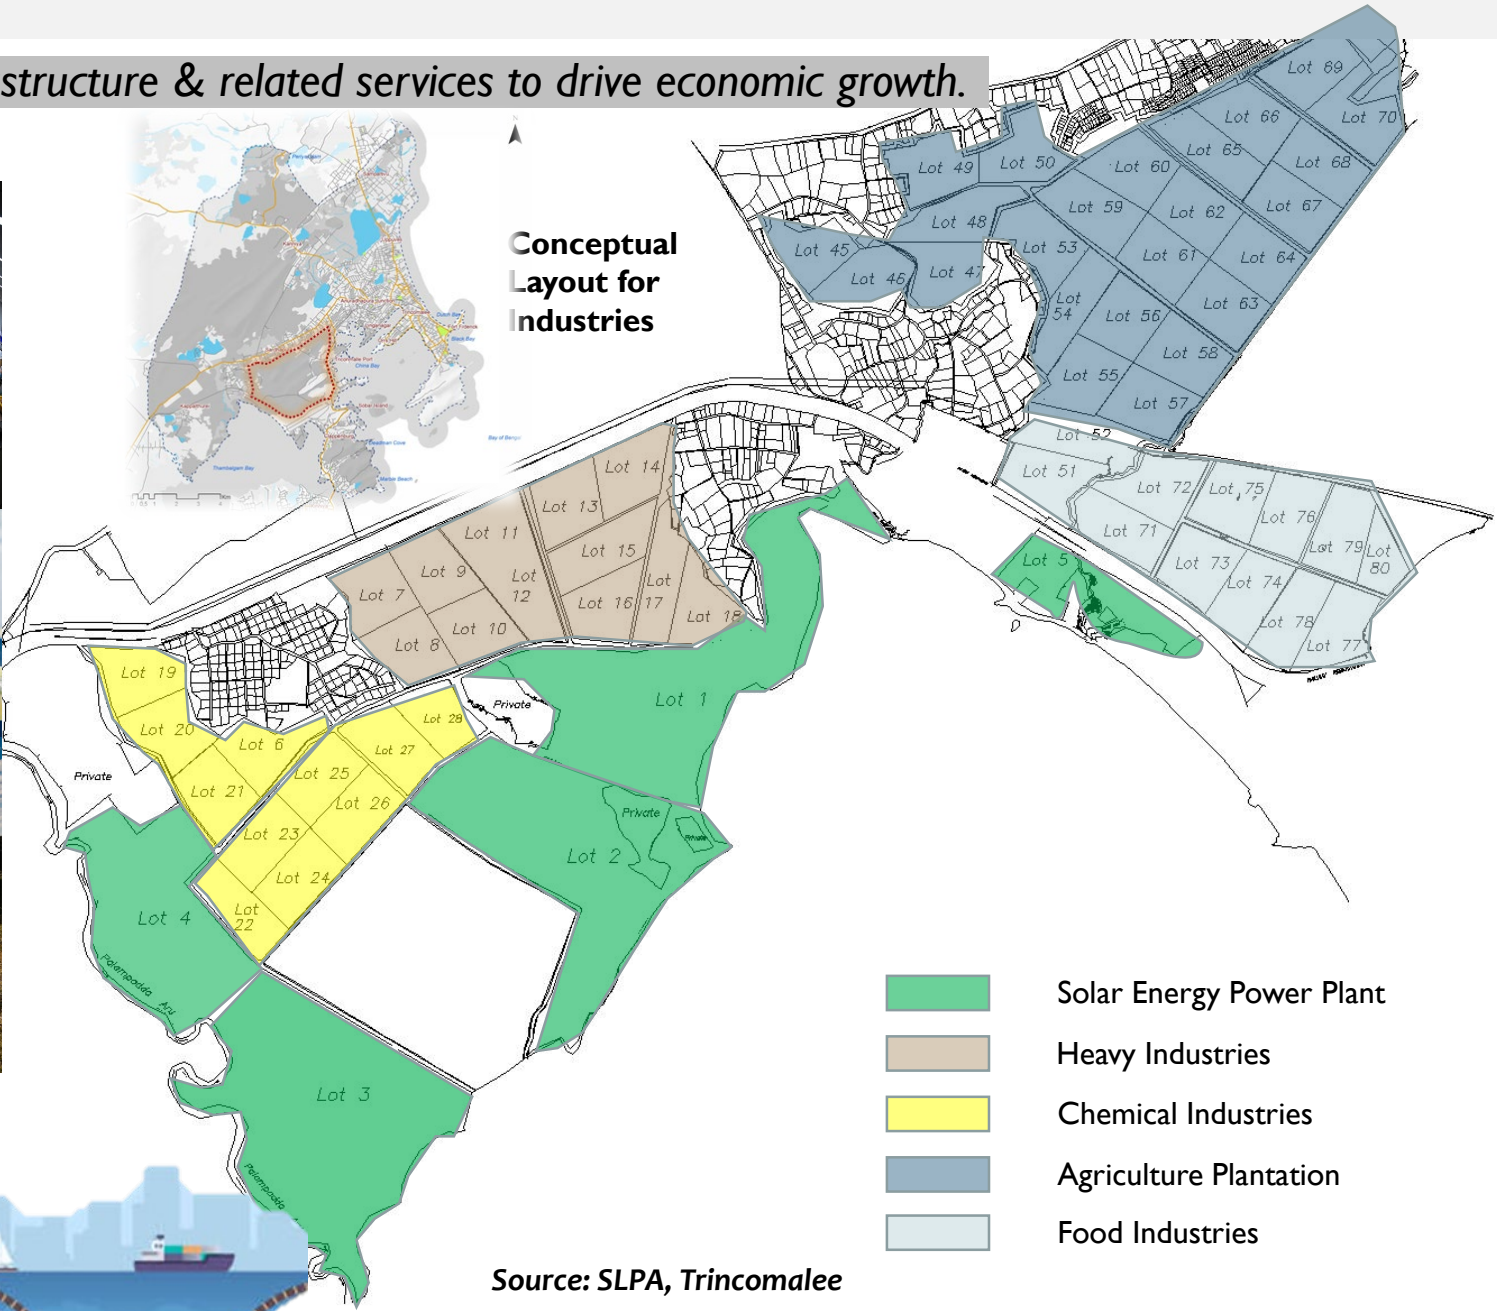 structure & related services to drive economic growth.
Conceptual
Layout for
Industries
Lot 69
Lot 66
Lot 70
Lot 65
Lot 68
Lot 49
Lot 50
Lot 60
Lot 59
Lot 62
Lot 67
Lot 48
Lot 45
Lot 53
Lot 61
Lot 64
Lot 46
Lot 47
Lot
54
Lot 56
Lot 63
Lot 58
Lot 55
Lot 57
Lot 52
Lot 51
Lot 72
Lot 75
Lot 76
Lot 71
Lot 79
Lot
80
Lot 73
Lot 74
Lot 78
Lot 77
Lot 5
Lot 14
Lot 13
Lot 11
Lot 15
Lot 9
Lot
12
Lot
17
Lot 7
Lot 16
Lot 18
Lot 10
Lot 8
Lot 19
Lot 20
Lot 6
Lot 28
Lot 27
Private
Lot 1
Private
Lot 21
Lot 25
Lot 26
Lot 23
Lot 24
Lot
22
Private
Private
Lot 2
Lot 4
Palampadda Aru
Lot 3
Palampadda
Solar Energy Power Plant
Heavy Industries
Chemical Industries
Agriculture Plantation
Food Industries
Source: SLPA, Trincomalee